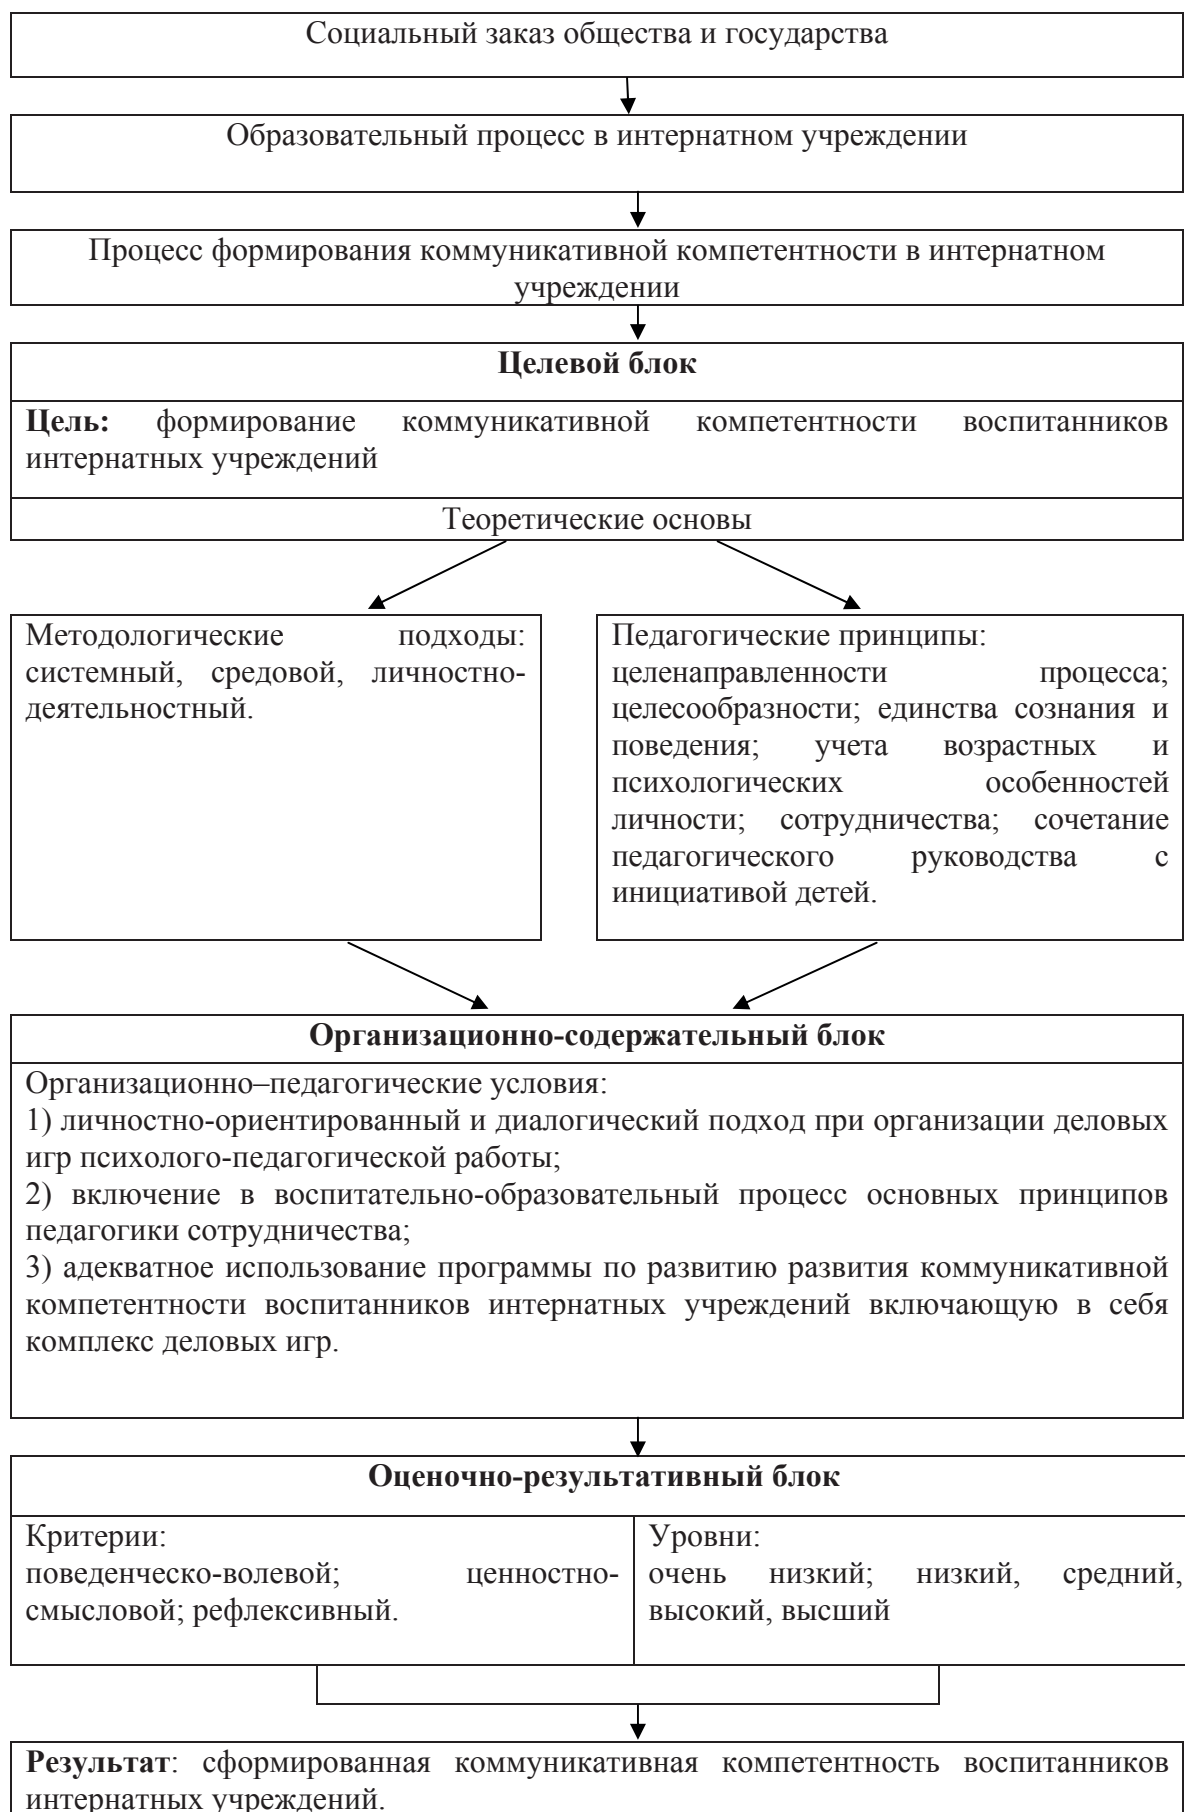 Социальный заказ общества и государства
Образовательный процесс в интернатном учреждении
Процесс формирования коммуникативной компетентности в интернатном
учреждении
Целевой блок
Цель: формирование коммуникативной компетентности воспитанников
интернатных учреждений
Теоретические основы
Методологические подходы:
системный, средовой, личностно-
деятельностный.
Педагогические принципы:
целенаправленности процесса;
целесообразности; единства сознания и
поведения; учета возрастных и
психологических особенностей
личности; сотрудничества; сочетание
педагогического руководства с
инициативой детей.
Организационно-содержательный блок
Организационно–педагогические условия:
1) личностно-ориентированный и диалогический подход при организации деловых
игр психолого-педагогической работы;
2) включение в воспитательно-образовательный процесс основных принципов
педагогики сотрудничества;
3) адекватное использование программы по развитию развития коммуникативной
компетентности воспитанников интернатных учреждений включающую в себя
комплекс деловых игр.
Оценочно-результативный блок
Критерии:
поведенческо-волевой; ценностно-
смысловой; рефлексивный.
Уровни:
очень низкий; низкий, средний,
высокий, высший
Результат: сформированная коммуникативная компетентность воспитанников
интернатных учреждений.